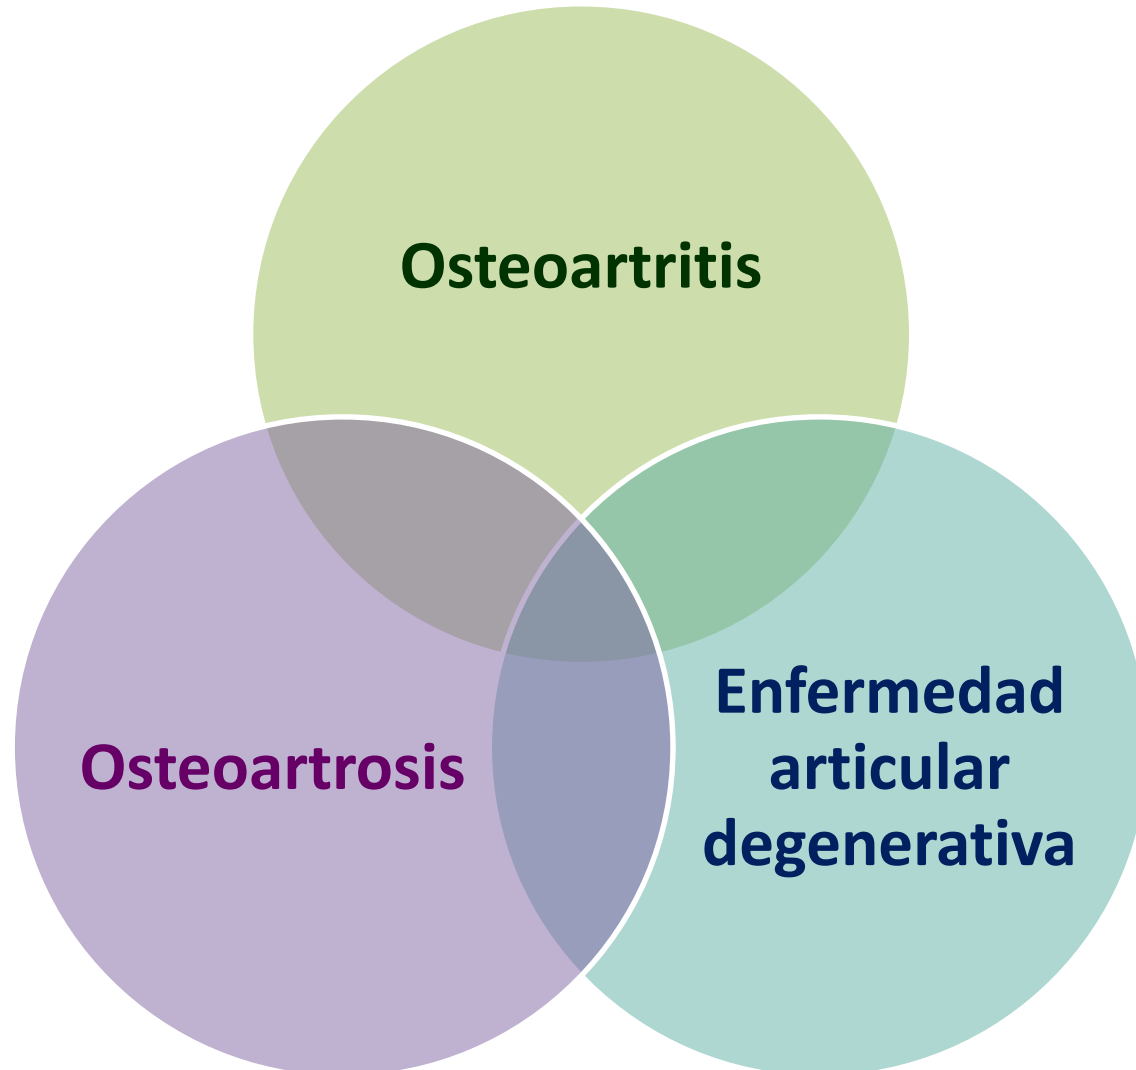 Osteoartritis
Osteoartrosis
Enfermedad
articular
degenerativa